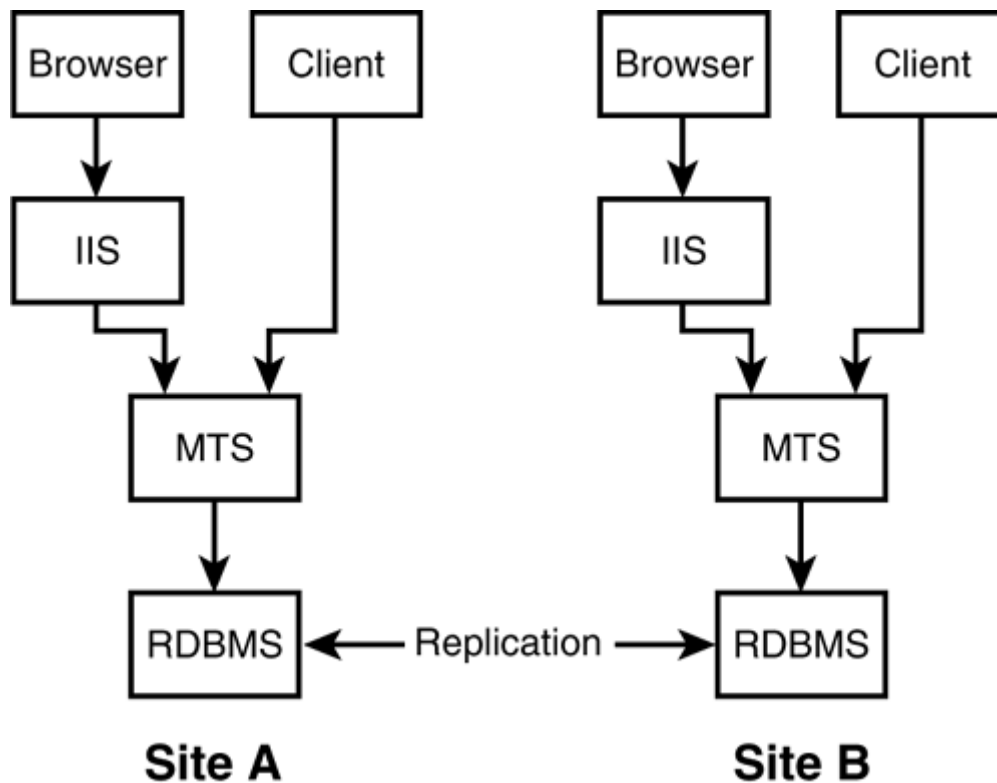 Browser
Client
Browser
Client
IIS
IIS
MTS
MTS
RDBMS
Replication
RDBMS
Site A
Site B